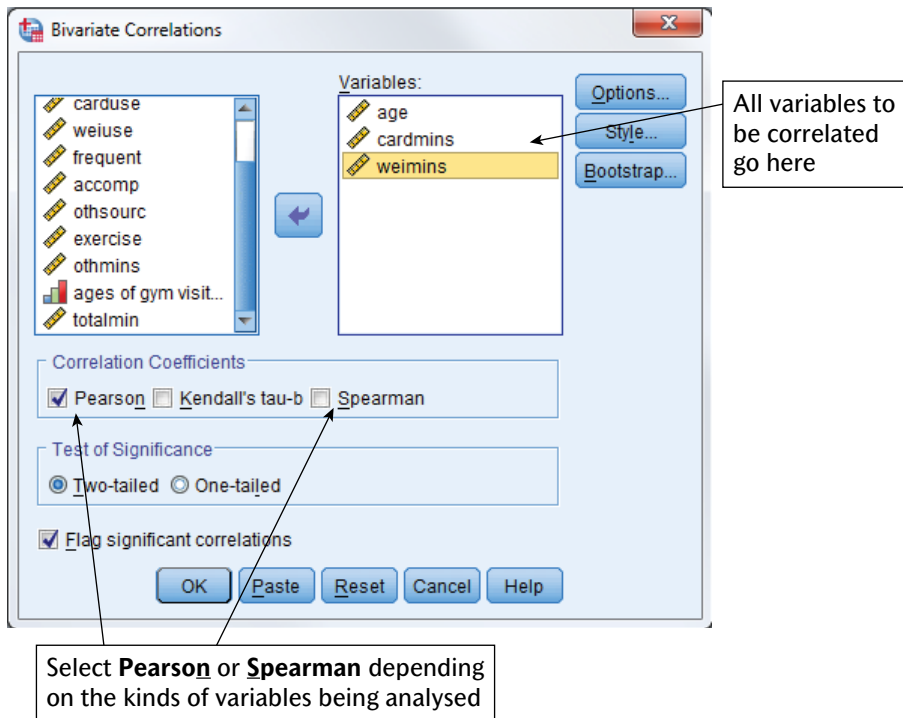 Bivariate Correlations
carduse
weiuse
frequent
accomp
othsourc
exercise
othmins
ages of gym visit...
totalmin
Variables:
age
cardmins
weimins
Options...
Style...
Bootstrap...
All variables to
be correlated
go here
Correlation Coefficients
Pearson Kendall's tau-b Spearman
Test of Significance
Two-tailed One-tailed
Flag significant correlations
OK Paste Reset Cancel Help
Select Pearson or Spearman depending
on the kinds of variables being analysed